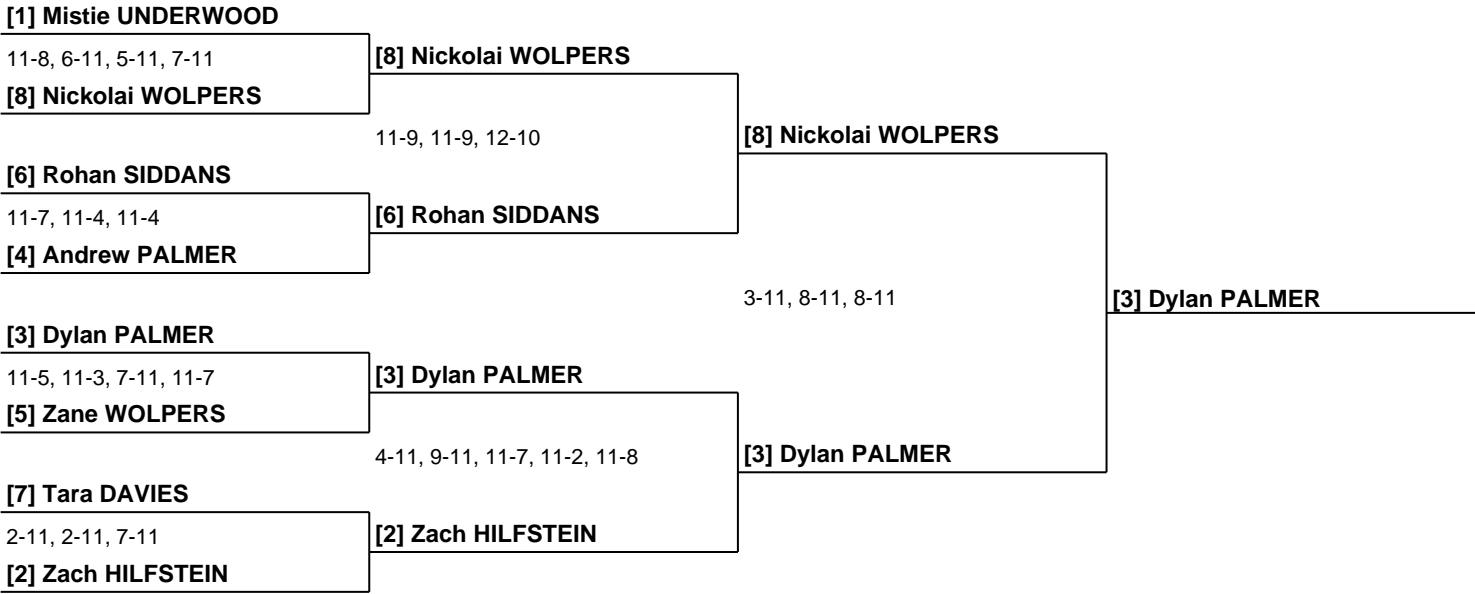 [1] Mistie UNDERWOOD
11-8, 6-11, 5-11, 7-11
[8] Nickolai WOLPERS
[8] Nickolai WOLPERS
11-9, 11-9, 12-10
[8] Nickolai WOLPERS
[6] Rohan SIDDANS
11-7, 11-4, 11-4
[6] Rohan SIDDANS
[4] Andrew PALMER
3-11, 8-11, 8-11
[3] Dylan PALMER
[3] Dylan PALMER
11-5, 11-3, 7-11, 11-7
[3] Dylan PALMER
[5] Zane WOLPERS
4-11, 9-11, 11-7, 11-2, 11-8
[3] Dylan PALMER
[7] Tara DAVIES
2-11, 2-11, 7-11
[2] Zach HILFSTEIN
[2] Zach HILFSTEIN